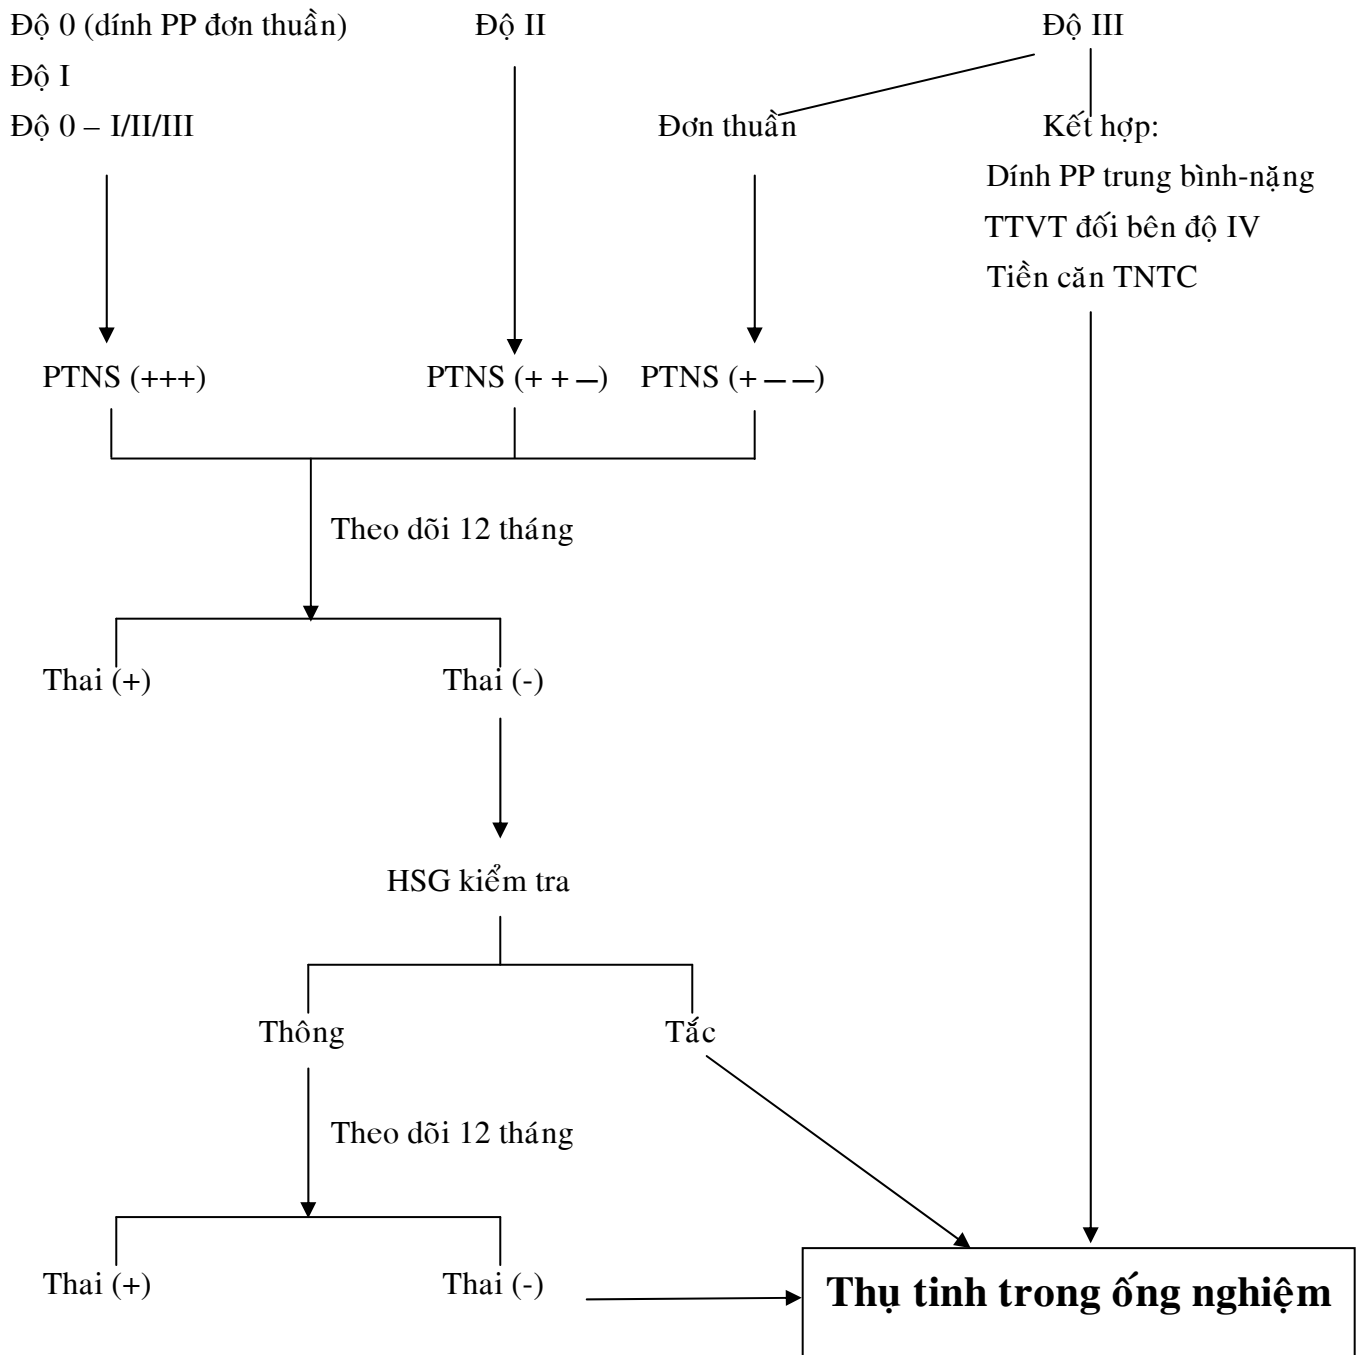 Độ 0 (dính PP đơn thuần) Độ II Độ III
Độ I
Độ 0 – I/II/III Đơn thuần Kết hợp:
Dính PP trung bình-nặng
TTVT đối bên độ IV
Tiền căn TNTC
PTNS (+++) PTNS (+ + –) PTNS (+ – –)
Theo dõi 12 tháng
Thai (+) Thai (-)
HSG kiểm tra
Thông Tắc
Theo dõi 12 tháng
Thai (+) Thai (-) Thụ tinh trong ống nghiệm